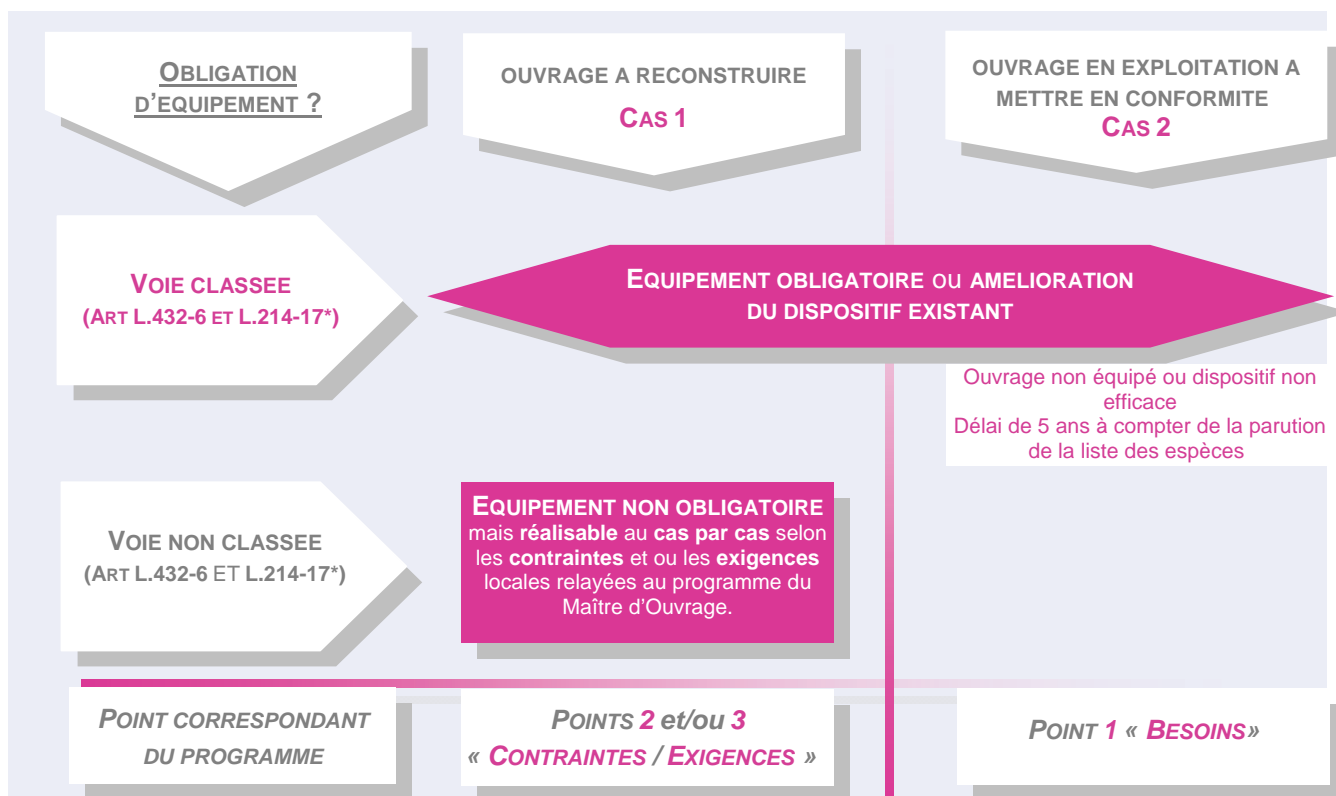 OBLIGATION
D'EQUIPEMENT ?
OUVRAGE A RECONSTRUIRE
CAS 1
OUVRAGE EN EXPLOITATION A
METTRE EN CONFORMITE
CAS 2
VOIE CLASSEE
(ART L.432-6 ET L.214-17*)
EQUIPEMENT OBLIGATOIRE ou AMELIORATION
DU DISPOSITIF EXISTANT
Ouvrage non équipé ou dispositif non
efficace
Délai de 5 ans à compter de la parution
de la liste des espèces
VOIE NON CLASSEE
(ART L.432-6 ET L.214-17*)
EQUIPEMENT NON OBLIGATOIRE
mais réalisable au cas par cas selon
les contraintes et ou les exigences
locales relayées au programme du
Maître d'Ouvrage.
POINT CORRESPONDANT
DU PROGRAMME
POINTS 2 et/ou 3
« CONTRAINTES / EXIGENCES »
POINT 1 « BESOINS»